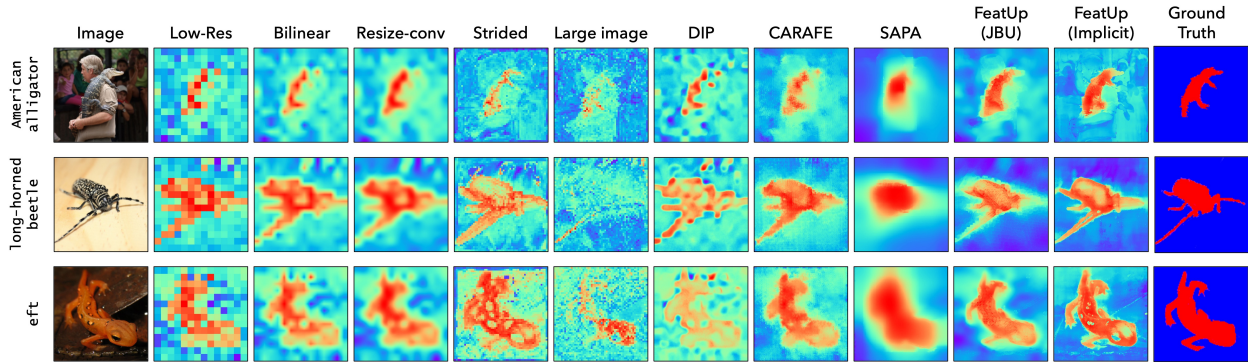 Image Low-Res Bilinear Resize-conv Strided Large image DIP CARAFE SAPA FeatUp (JBU) FeatUp (Implicit) Ground Truth
American alligator
long-horned beetle
eft